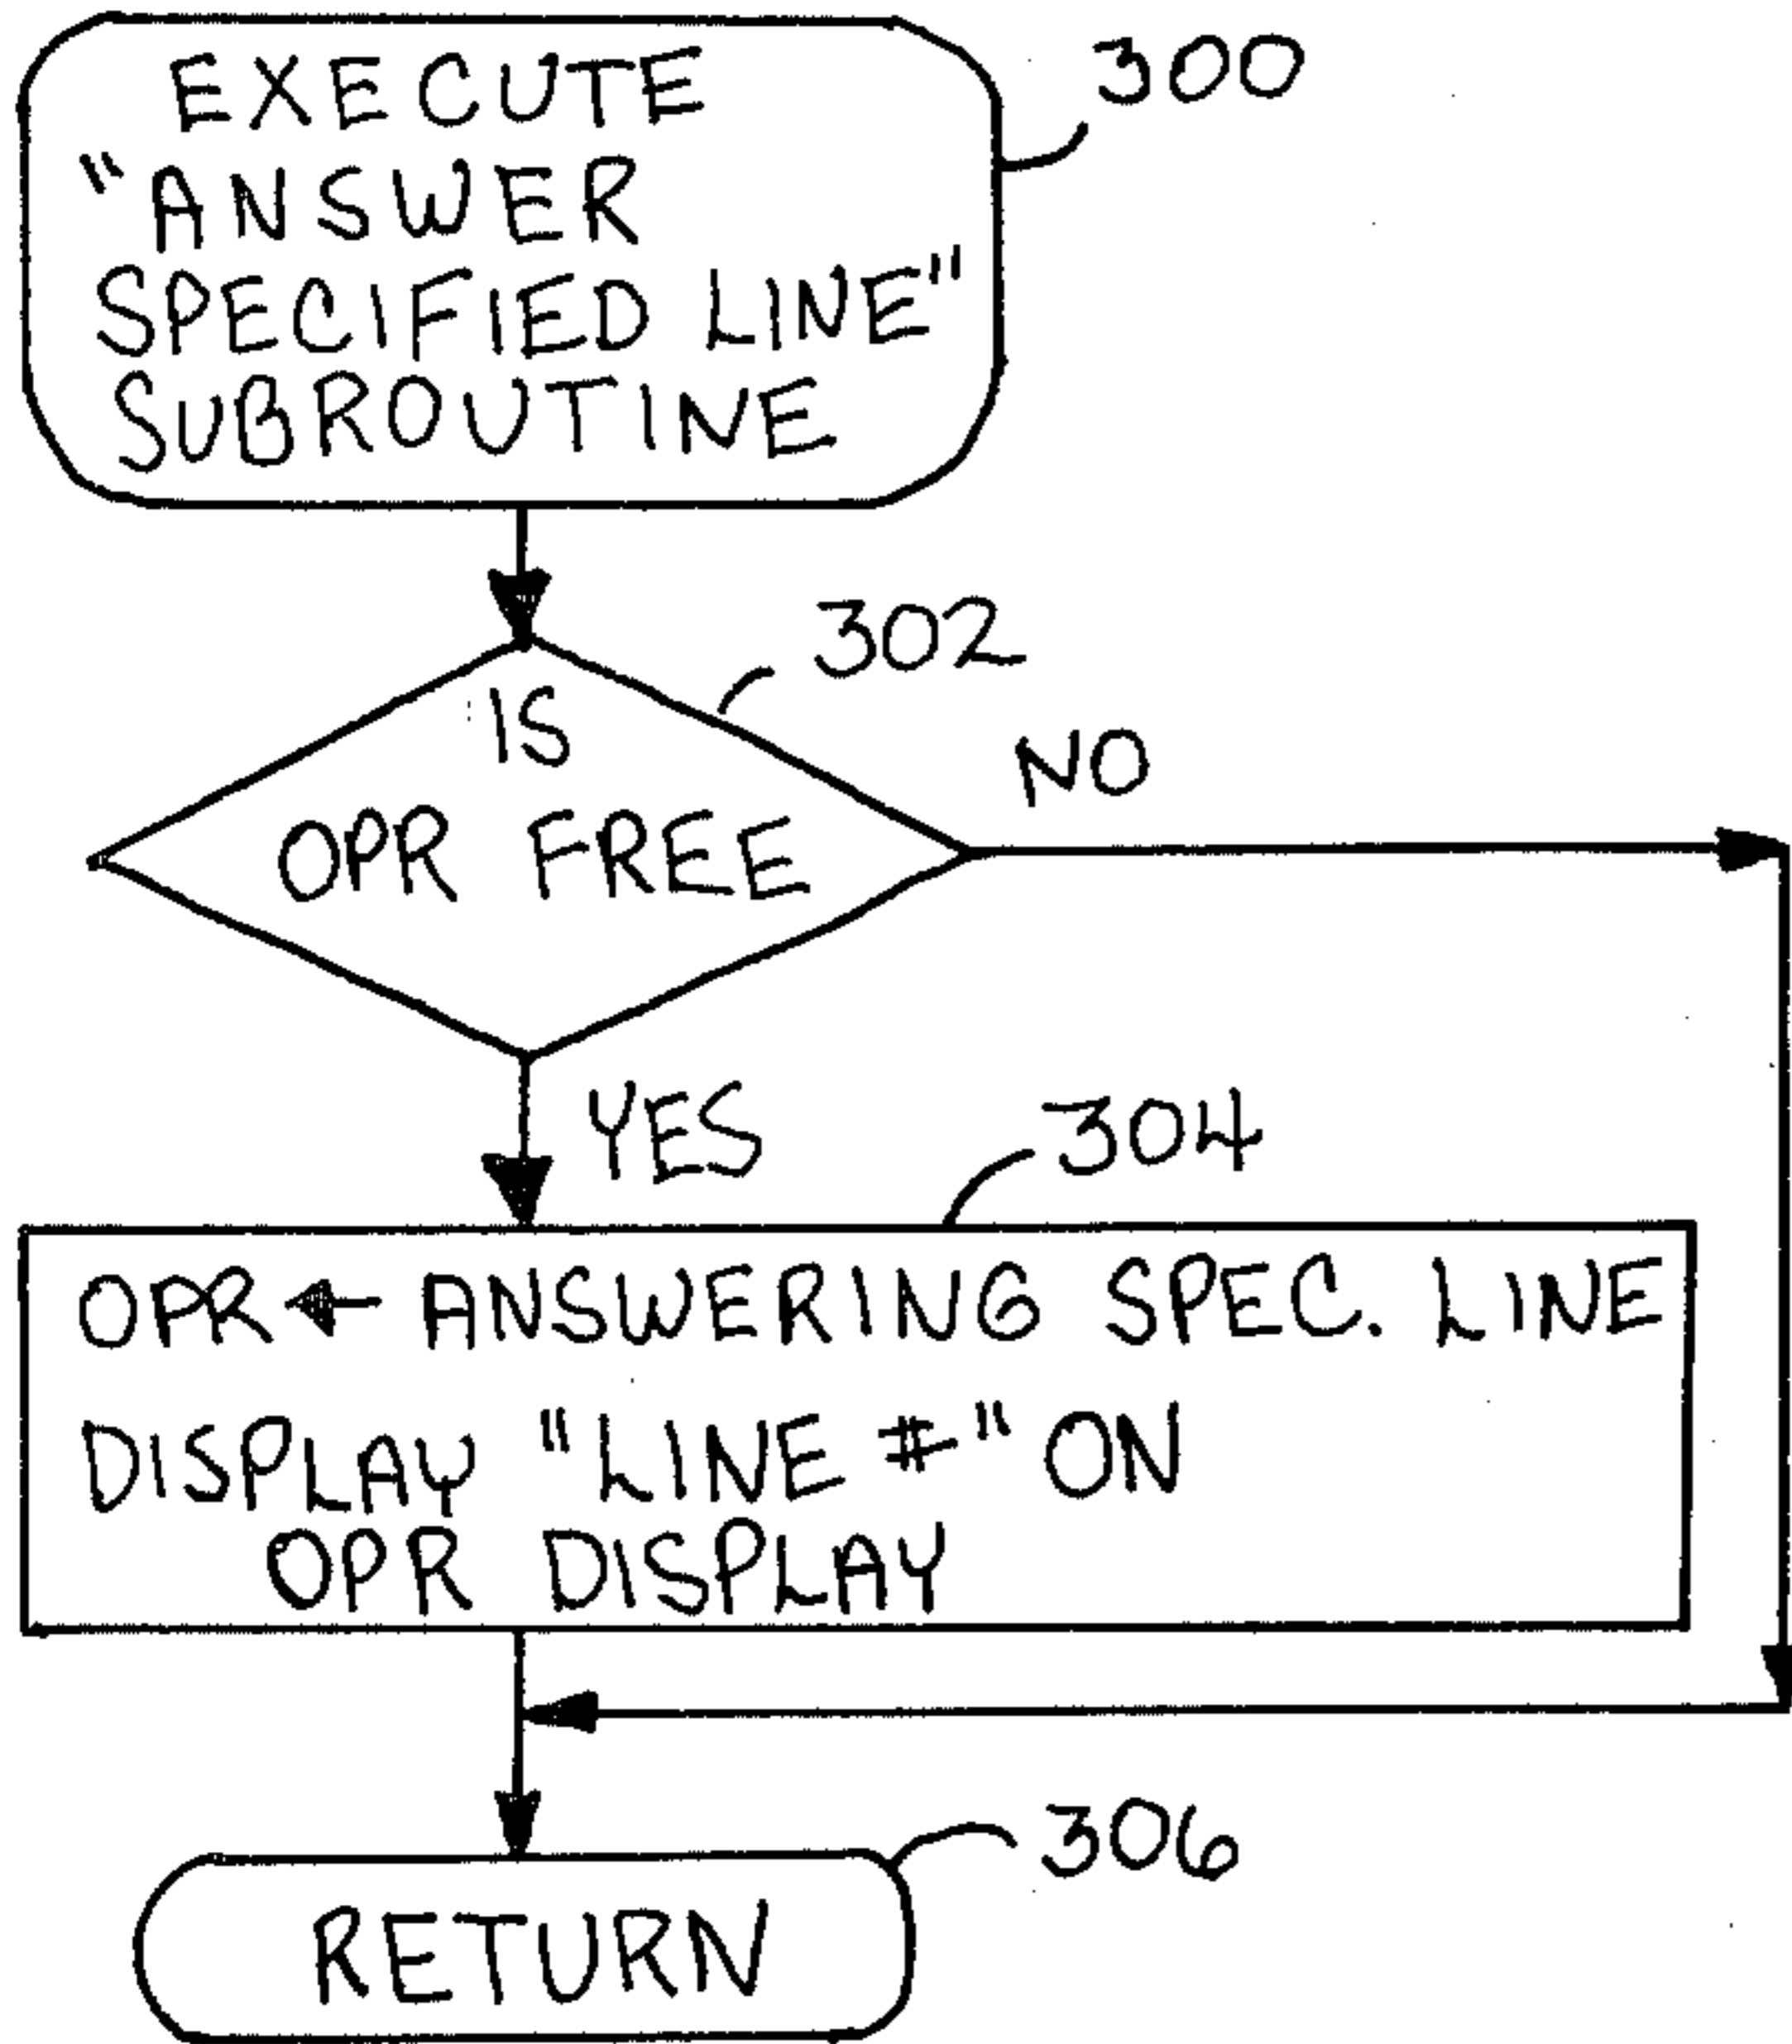 EXECUTE
"ANSWER
SPECIFIED LINE"
SUBROUTINE
300
302
IS
OPR FREE
NO
YES
304
OPR ← ANSWERING SPEC. LINE
DISPLAY "LINE #" ON
OPR DISPLAY
306
RETURN